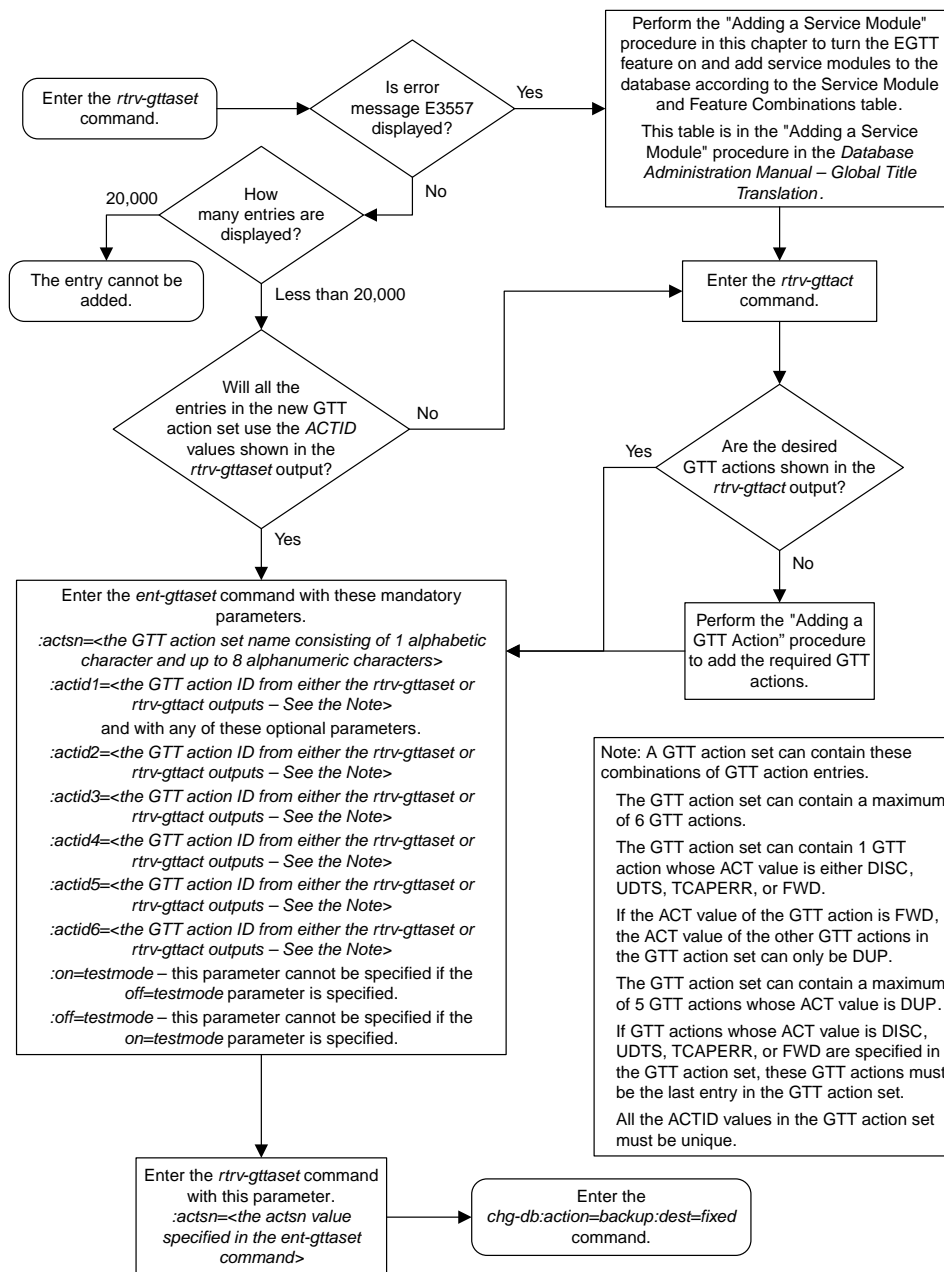 Enter the rtrv-gttaset
command.
Is error
message E3557
displayed?
Yes
No
Perform the "Adding a Service Module"
procedure in this chapter to turn the EGTT
feature on and add service modules to the
database according to the Service Module
and Feature Combinations table.
This table is in the "Adding a Service
Module" procedure in the Database
Administration Manual – Global Title
Translation.
How
many entries are
displayed?
20,000
The entry cannot be
added.
Less than 20,000
Enter the rtrv-gttact
command.
Will all the
entries in the new GTT
action set use the ACTID
values shown in the
rtrv-gttaset output?
No
Yes
Are the desired
GTT actions shown in the
rtrv-gttact output?
Yes
No
Perform the "Adding a
GTT Action” procedure
to add the required GTT
actions.
Enter the ent-gttaset command with these mandatory
parameters.
:actsn=<the GTT action set name consisting of 1 alphabetic
character and up to 8 alphanumeric characters>
:actid1=<the GTT action ID from either the rtrv-gttaset or
rtrv-gttact outputs – See the Note>
and with any of these optional parameters.
:actid2=<the GTT action ID from either the rtrv-gttaset or
rtrv-gttact outputs – See the Note>
:actid3=<the GTT action ID from either the rtrv-gttaset or
rtrv-gttact outputs – See the Note>
:actid4=<the GTT action ID from either the rtrv-gttaset or
rtrv-gttact outputs – See the Note>
:actid5=<the GTT action ID from either the rtrv-gttaset or
rtrv-gttact outputs – See the Note>
:actid6=<the GTT action ID from either the rtrv-gttaset or
rtrv-gttact outputs – See the Note>
:on=testmode – this parameter cannot be specified if the
off=testmode parameter is specified.
:off=testmode – this parameter cannot be specified if the
on=testmode parameter is specified.
Note: A GTT action set can contain these
combinations of GTT action entries.
The GTT action set can contain a maximum
of 6 GTT actions.
The GTT action set can contain 1 GTT
action whose ACT value is either DISC,
UDTS, TCAPERR, or FWD.
If the ACT value of the GTT action is FWD,
the ACT value of the other GTT actions in
the GTT action set can only be DUP.
The GTT action set can contain a maximum
of 5 GTT actions whose ACT value is DUP.
If GTT actions whose ACT value is DISC,
UDTS, TCAPERR, or FWD are specified in
the GTT action set, these GTT actions must
be the last entry in the GTT action set.
All the ACTID values in the GTT action set
must be unique.
Enter the rtrv-gttaset command
with this parameter.
:actsn=<the actsn value
specified in the ent-gttaset
command>
Enter the
chg-db:action=backup:dest=fixed
command.